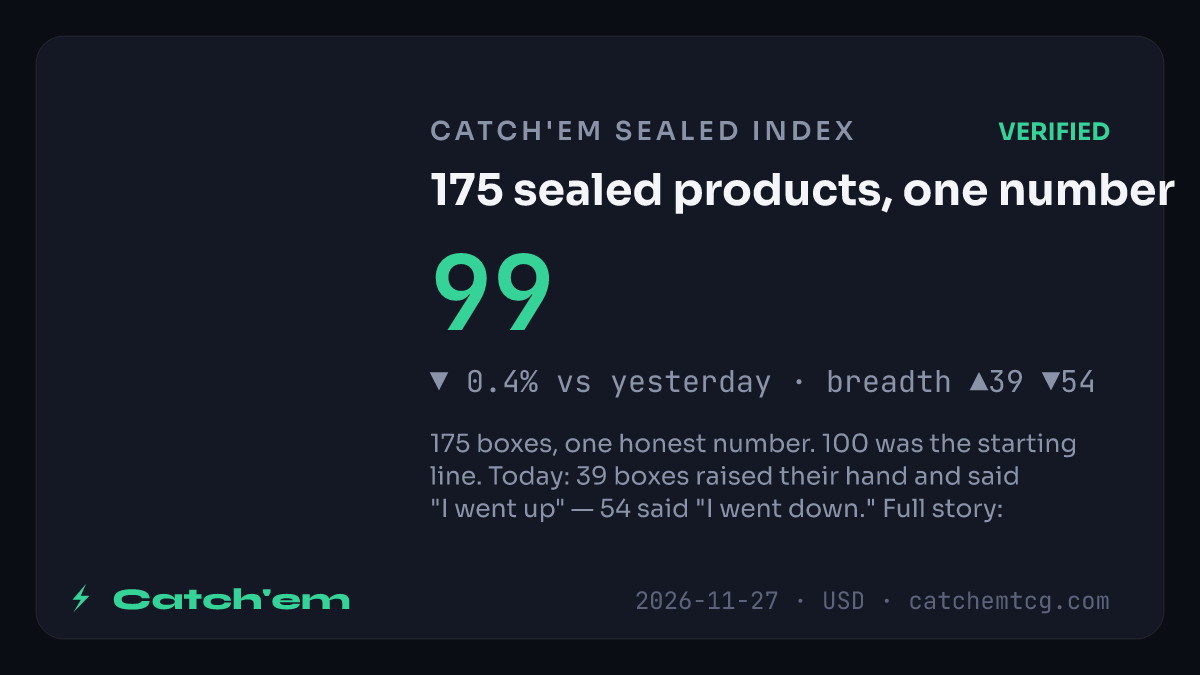 CATCH'EM SEALED INDEX VERIFIED
175 sealed products, one number
99
▼ 0.4% vs yesterday · breadth ▲39 ▼54
175 boxes, one honest number. 100 was the starting
line. Today: 39 boxes raised their hand and said
"I went up" — 54 said "I went down." Full story:
Catch'em 2026-11-27 · USD · catchemtcg.com